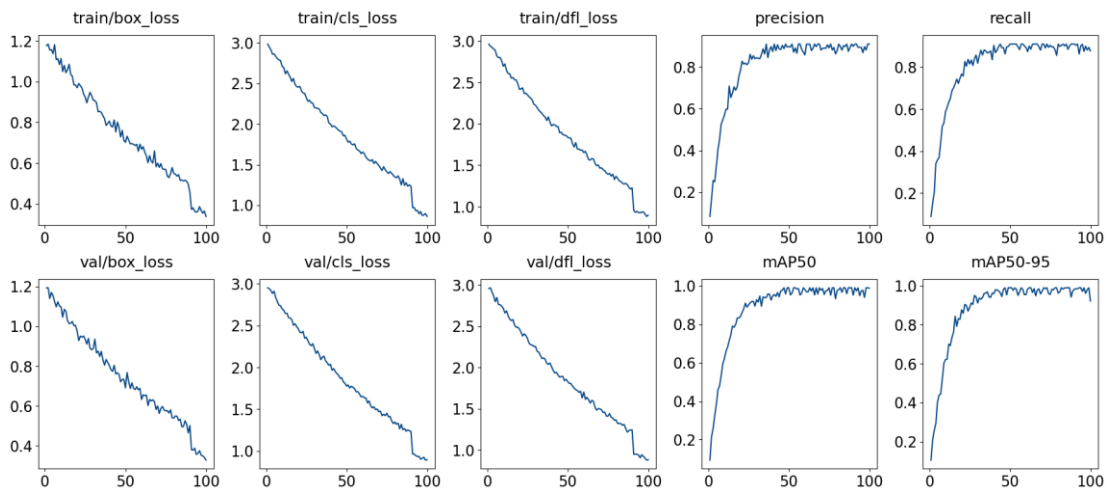 train/box_loss train/cls_loss train/dfl_loss precision recall
1.2 3.0 3.0 0.8 0.8
1.0 2.5 2.5
0.8 2.0 2.0 0.6 0.6
0.6 1.5 1.5 0.4 0.4
0.4 1.0 1.0 0.2 0.2
0 50 100 0 50 100 0 50 100 0 50 100 0 50 100
val/box_loss val/cls_loss val/dfl_loss mAP50 mAP50-95
1.2 3.0 3.0 1.0 1.0
1.0 2.5 2.5 0.8 0.8
0.8 2.0 2.0 0.6 0.6
0.6 1.5 1.5 0.4 0.4
0.4 1.0 1.0 0.2 0.2
0 50 100 0 50 100 0 50 100 0 50 100 0 50 100